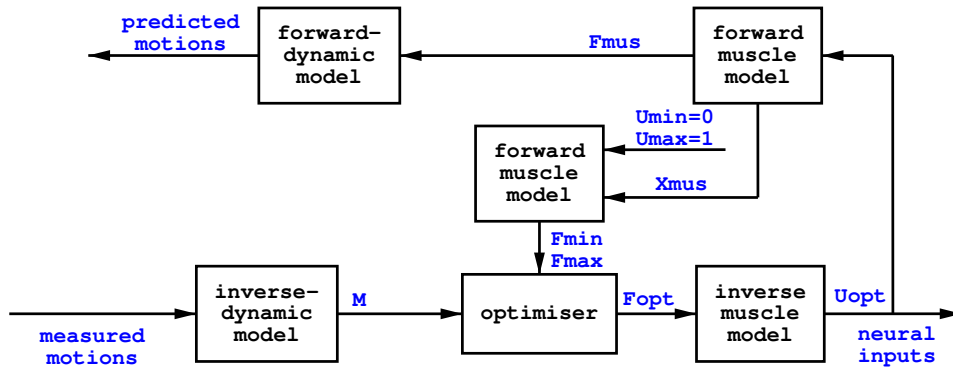 predicted
motions
forward-
dynamic
model
Fmus
forward
muscle
model
Umin=0
Umax=1
forward
muscle
model
Xmus
Fmin
Fmax
measured
motions
inverse-
dynamic
model
M
optimiser
Fopt
inverse
muscle
model
Uopt
neural
inputs